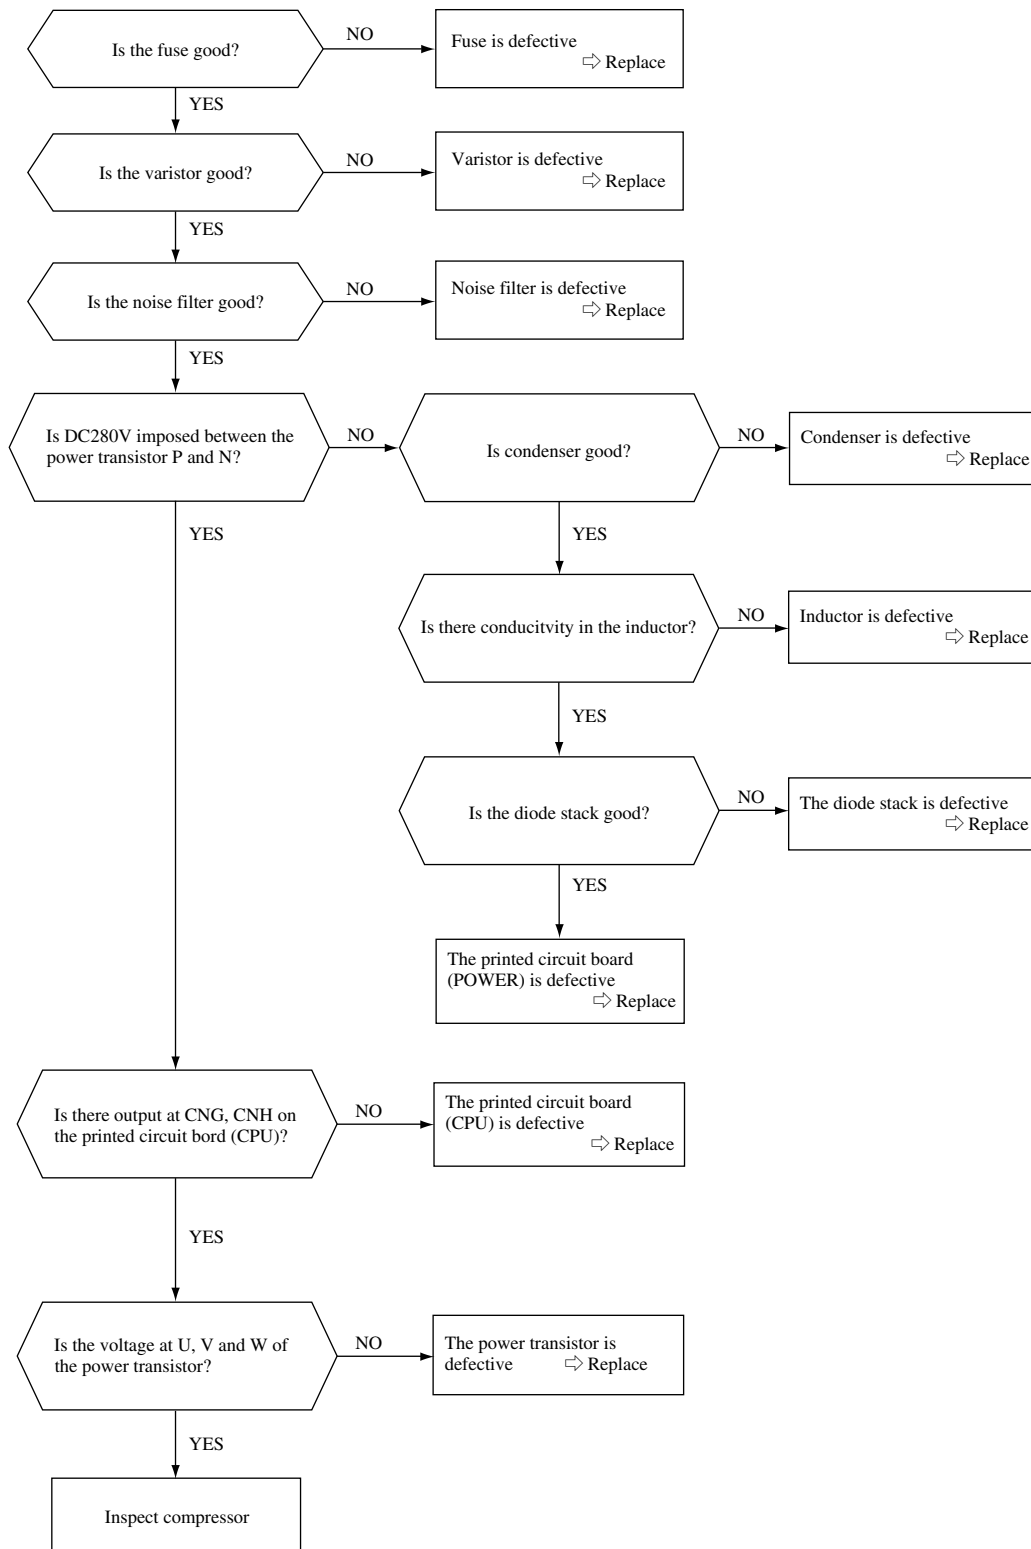 Is the fuse good?
NO
Fuse is defective
⇨ Replace
YES
Is the varistor good?
NO
Varistor is defective
⇨ Replace
YES
Is the noise filter good?
NO
Noise filter is defective
⇨ Replace
YES
Is DC280V imposed between the
power transistor P and N?
NO
Is condenser good?
NO
Condenser is defective
⇨ Replace
YES
YES
Is there conducitvity in the inductor?
NO
Inductor is defective
⇨ Replace
YES
Is the diode stack good?
NO
The diode stack is defective
⇨ Replace
YES
The printed circuit board
(POWER) is defective
⇨ Replace
Is there output at CNG, CNH on
the printed circuit bord (CPU)?
NO
The printed circuit board
(CPU) is defective
⇨ Replace
YES
Is the voltage at U, V and W of
the power transistor?
NO
The power transistor is
defective ⇨ Replace
YES
Inspect compressor